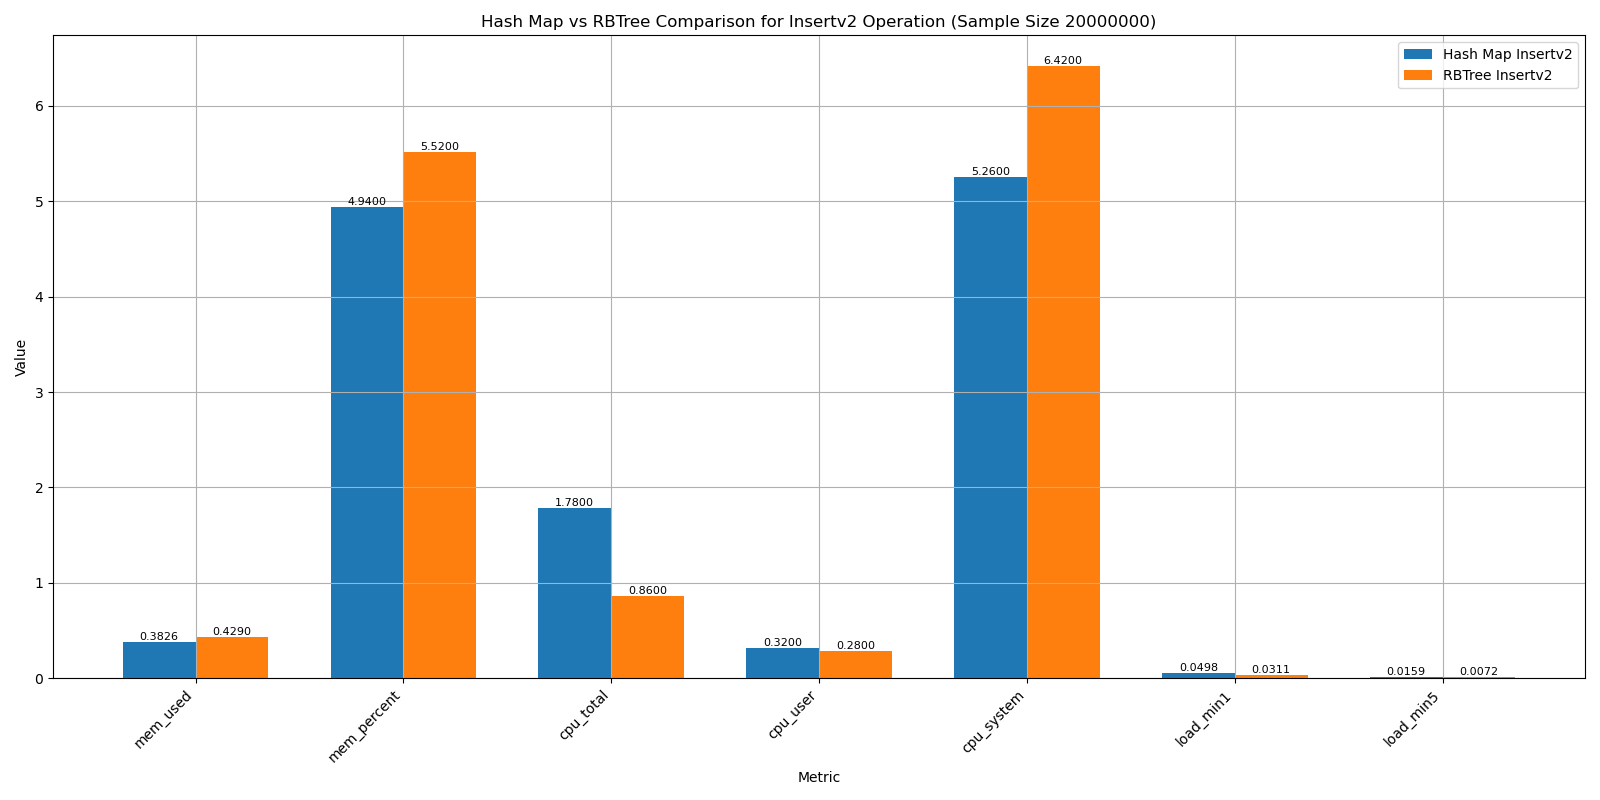 Hash Map vs RBTree Comparison for Insertv2 Operation (Sample Size 20000000)
Hash Map Insertv2
RBTree Insertv2
Value
6
5
4
3
2
1
0
0.3826
0.4290
4.9400
5.5200
1.7800
0.8600
0.3200
0.2800
5.2600
6.4200
0.0498
0.0311
0.0159
0.0072
mem_used
mem_percent
cpu_total
cpu_user
cpu_system
load_min1
load_min5
Metric